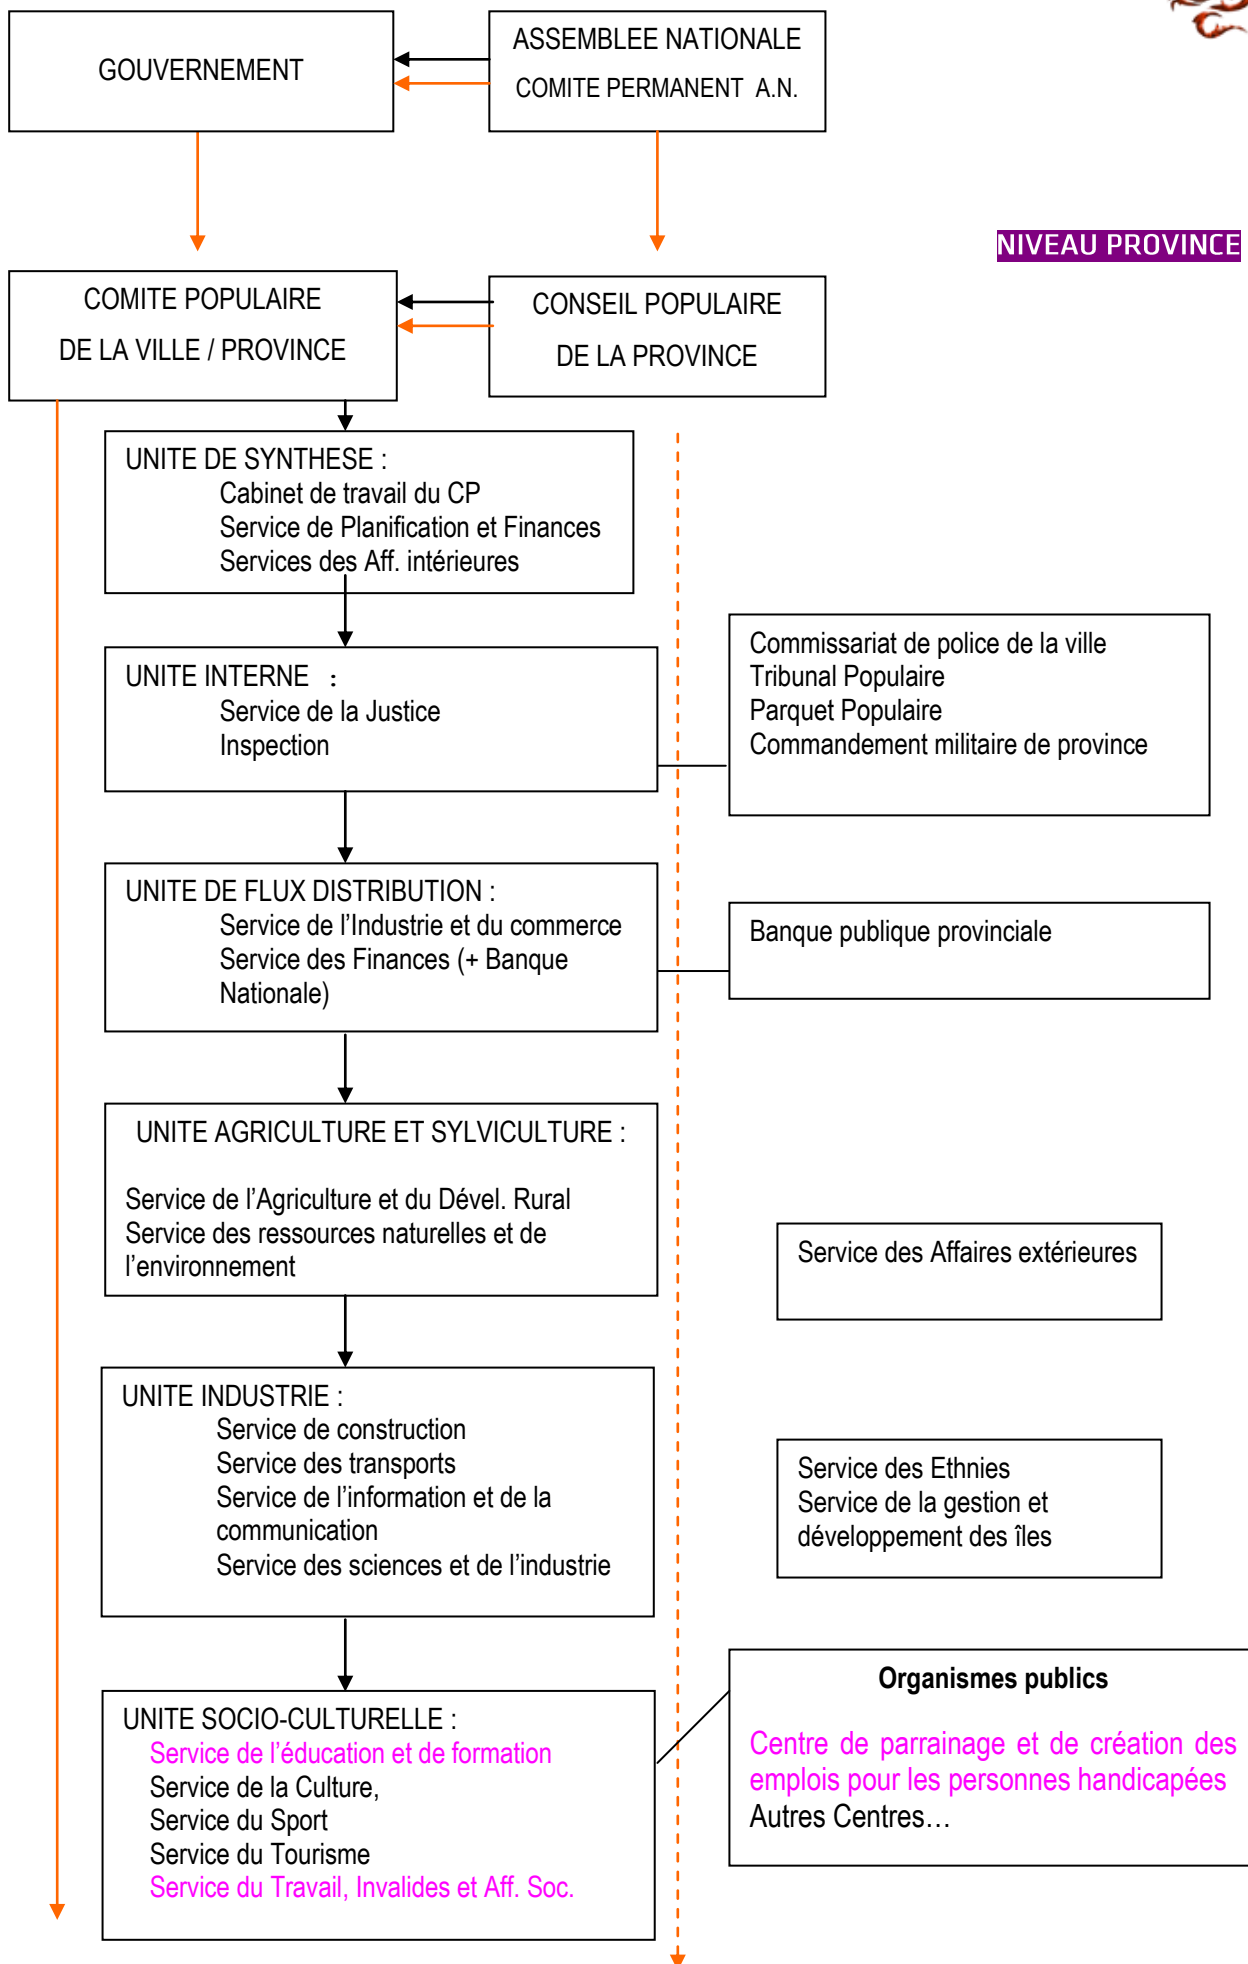 GOUVERNEMENT
ASSEMBLEE NATIONALE
COMITE PERMANENT A.N.
NIVEAU PROVINCE
COMITE POPULAIRE
DE LA VILLE / PROVINCE
CONSEIL POPULAIRE
DE LA PROVINCE
UNITE DE SYNTHESE :
Cabinet de travail du CP
Service de Planification et Finances
Services des Aff. intérieures
UNITE INTERNE :
Service de la Justice
Inspection
Commissariat de police de la ville
Tribunal Populaire
Parquet Populaire
Commandement militaire de province
UNITE DE FLUX DISTRIBUTION :
Service de l’Industrie et du commerce
Service des Finances (+ Banque
Nationale)
Banque publique provinciale
UNITE AGRICULTURE ET SYLVICULTURE :
Service de l’Agriculture et du Dével. Rural
Service des ressources naturelles et de
l’environnement
Service des Affaires extérieures
UNITE INDUSTRIE :
Service de construction
Service des transports
Service de l’information et de la
communication
Service des sciences et de l’industrie
Service des Ethnies
Service de la gestion et
développement des îles
UNITE SOCIO-CULTURELLE :
Service de l’éducation et de formation
Service de la Culture,
Service du Sport
Service du Tourisme
Service du Travail, Invalides et Aff. Soc.
Organismes publics
Centre de parrainage et de création des
emplois pour les personnes handicapées
Autres Centres…